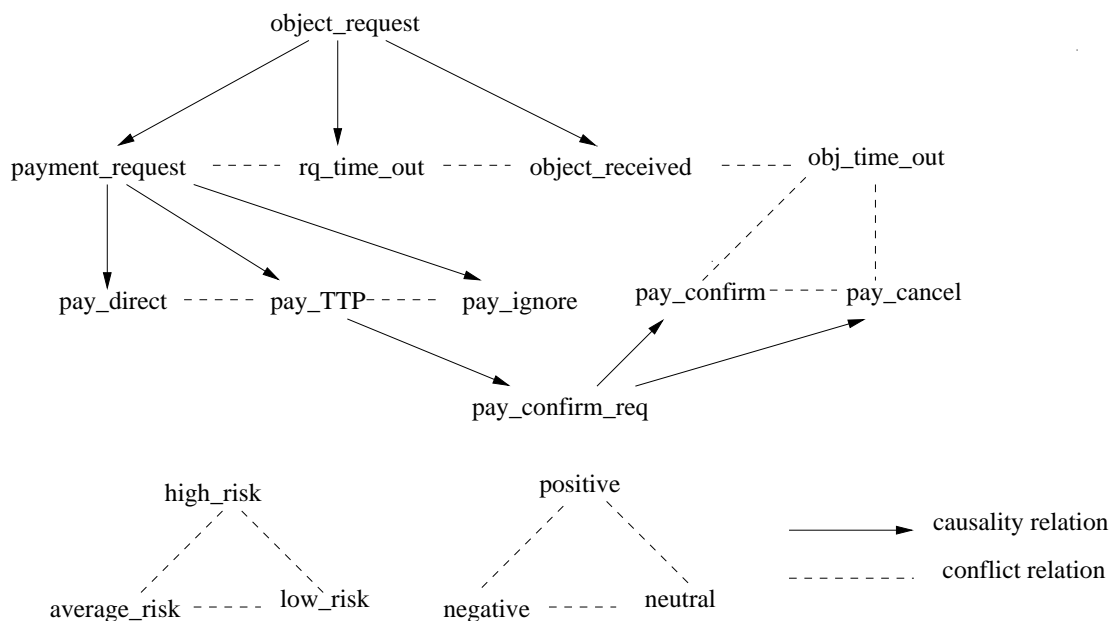 object_request
payment_request
rq_time_out
object_received
obj_time_out
pay_direct
pay_TTP
pay_ignore
pay_confirm
pay_cancel
pay_confirm_req
high_risk
positive
causality relation
conflict relation
average_risk
low_risk
negative
neutral